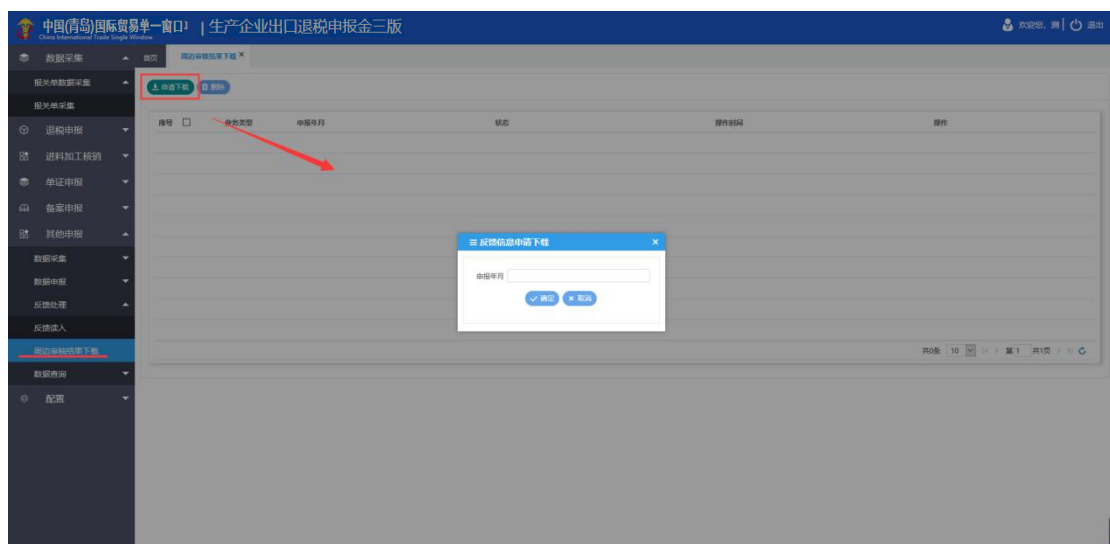 中国(青岛)国际贸易单一窗口 | 生产企业出口退税申报金三版
China International Trade Single Window
欢迎您, 测 | 退出
数据采集
首页 周边审核结果下载 ×
报关单数据采集
申请下载 删除
报关单采集
序号 业务类型 申报年月 状态 操作时间 操作
退税申报
进料加工核销
单证申报
备案申报
其他申报
反馈信息申请下载 ×
数据采集
申报年月
数据申报
确定 取消
反馈处理
反馈读入
周边审核结果下载
共0条 10 第 1 共1页
数据查询
配置